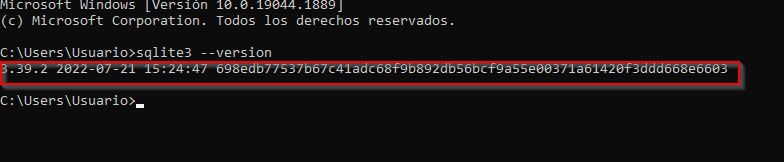 Microsoft Windows [Versión 10.0.19044.1889]
(c) Microsoft Corporation. Todos los derechos reservados.
C:\Users\Usuario>sqlite3 --version
3.39.2 2022-07-21 15:24:47 698edb77537b67c41adc68f9b892db56bcf9a55e00371a61420f3ddd668e6603
C:\Users\Usuario>